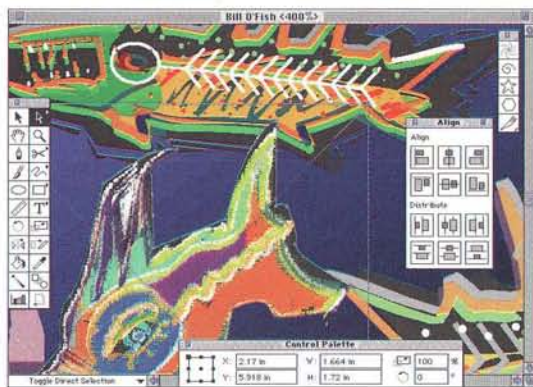 Bill O'Fish <400%>
Align
Align
Distribute
Control Palette
X: 2.17 in
W: 1.664 in
100 %
Y: 5.918 in
H: 1.72 in
0 °
Toggle Direct Selection
T